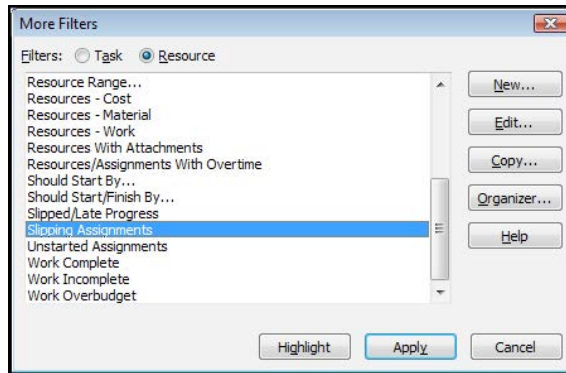 More Filters
Filters: Task Resource
Resource Range...
Resources - Cost
Resources - Material
Resources - Work
Resources With Attachments
Resources/Assignments With Overtime
Should Start By...
Should Start/Finish By...
Slipped/Late Progress
Slipping Assignments
Unstarted Assignments
Work Complete
Work Incomplete
Work Overbudget
New...
Edit...
Copy...
Organizer...
Help
Highlight Apply Cancel